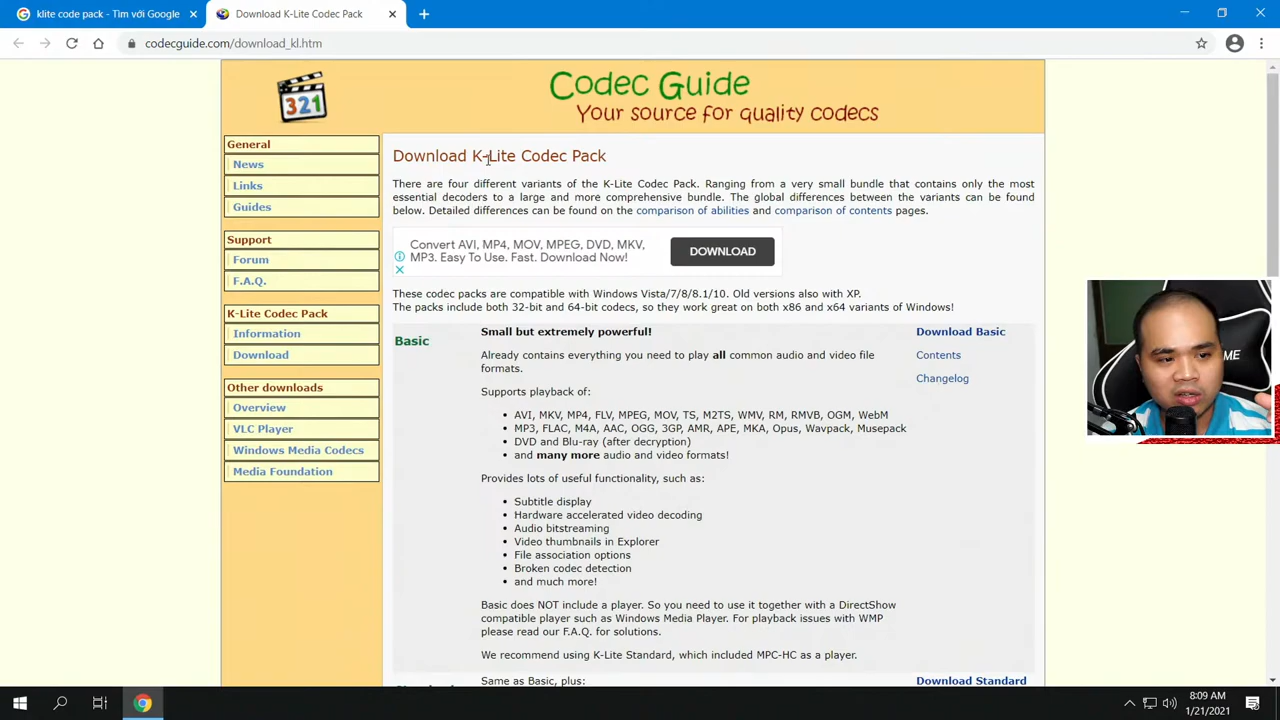 klite code pack - Tìm với Google
Download K-Lite Codec Pack
codecguide.com/download_kl.htm
321
Codec Guide
Your source for quality codecs
General
News
Links
Guides
Support
Forum
F.A.Q.
K-Lite Codec Pack
Information
Download
Other downloads
Overview
VLC Player
Windows Media Codecs
Media Foundation
Download K-Lite Codec Pack
There are four different variants of the K-Lite Codec Pack. Ranging from a very small bundle that contains only the most
essential decoders to a large and more comprehensive bundle. The global differences between the variants can be found
below. Detailed differences can be found on the comparison of abilities and comparison of contents pages.
Convert AVI, MP4, MOV, MPEG, DVD, MKV,
MP3. Easy To Use. Fast. Download Now!
DOWNLOAD
These codec packs are compatible with Windows Vista/7/8/8.1/10. Old versions also with XP.
The packs include both 32-bit and 64-bit codecs, so they work great on both x86 and x64 variants of Windows!
Basic
Small but extremely powerful!
Already contains everything you need to play all common audio and video file
formats.
Supports playback of:
• AVI, MKV, MP4, FLV, MPEG, MOV, TS, M2TS, WMV, RM, RMVB, OGM, WebM
• MP3, FLAC, M4A, AAC, OGG, 3GP, AMR, APE, MKA, Opus, Wavpack, Musepack
• DVD and Blu-ray (after decryption)
• and many more audio and video formats!
Provides lots of useful functionality, such as:
• Subtitle display
• Hardware accelerated video decoding
• Audio bitstreaming
• Video thumbnails in Explorer
• File association options
• Broken codec detection
• and much more!
Basic does NOT include a player. So you need to use it together with a DirectShow
compatible player such as Windows Media Player. For playback issues with WMP
please read our F.A.Q. for solutions.
We recommend using K-Lite Standard, which included MPC-HC as a player.
Download Basic
Contents
Changelog
Same as Basic, plus:
Download Standard
8:09 AM
1/21/2021